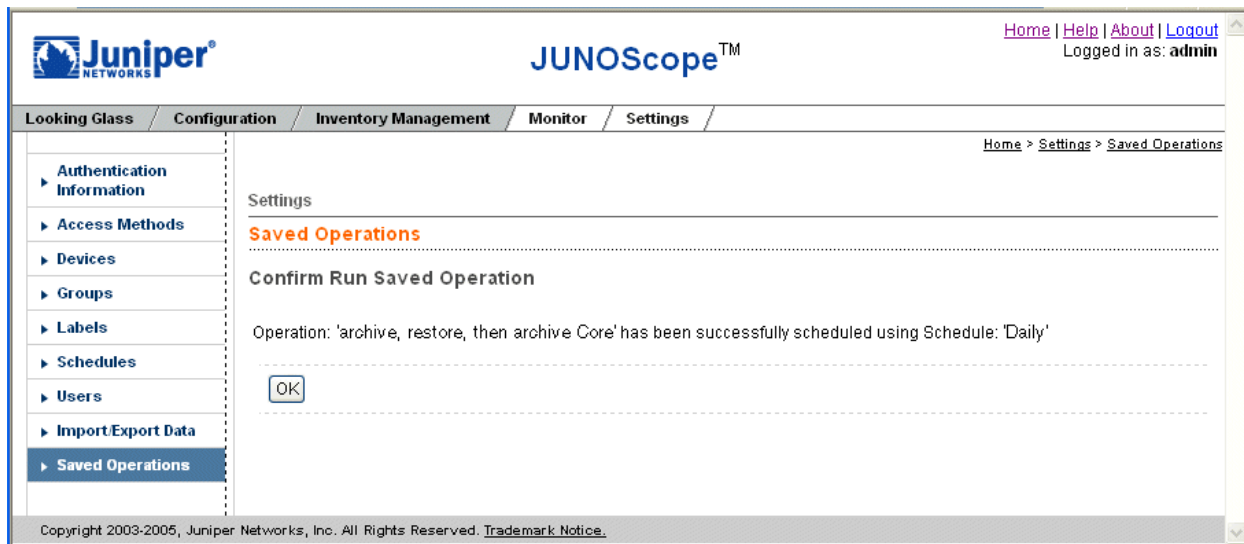 Juniper®
NETWORKS
JUNOScope™
Home | Help | About | Logout
Logged in as: admin
Looking Glass / Configuration / Inventory Management / Monitor / Settings /
Home > Settings > Saved Operations
Authentication
Information
Access Methods
Devices
Groups
Labels
Schedules
Users
Import/Export Data
Saved Operations
Settings
Saved Operations
Confirm Run Saved Operation
Operation: 'archive, restore, then archive Core' has been successfully scheduled using Schedule: 'Daily'
OK
Copyright 2003-2005, Juniper Networks, Inc. All Rights Reserved. Trademark Notice.